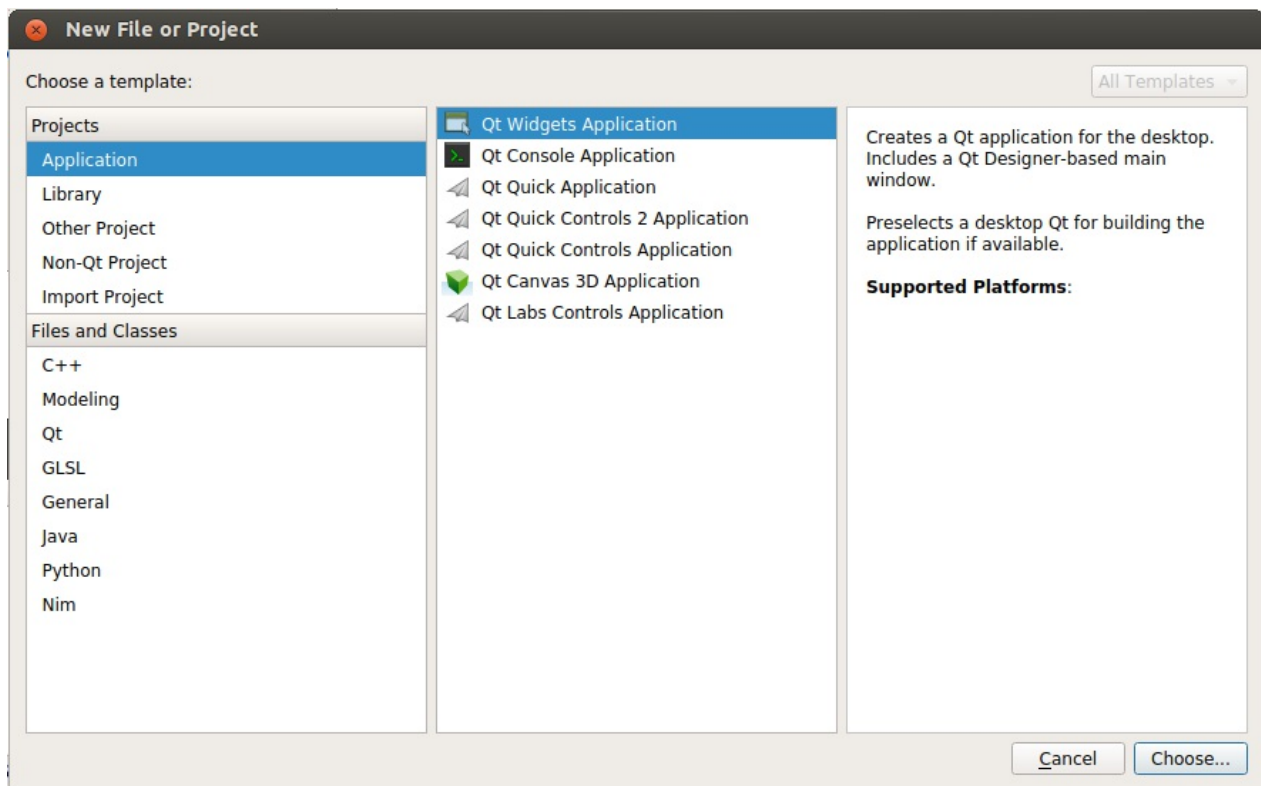 New File or Project
Choose a template:
All Templates
Projects
Application
Library
Other Project
Non-Qt Project
Import Project
Files and Classes
C++
Modeling
Qt
GLSL
General
Java
Python
Nim
Qt Widgets Application
Qt Console Application
Qt Quick Application
Qt Quick Controls 2 Application
Qt Quick Controls Application
Qt Canvas 3D Application
Qt Labs Controls Application
Creates a Qt application for the desktop.
Includes a Qt Designer-based main
window.
Preselects a desktop Qt for building the
application if available.
Supported Platforms:
Cancel
Choose...